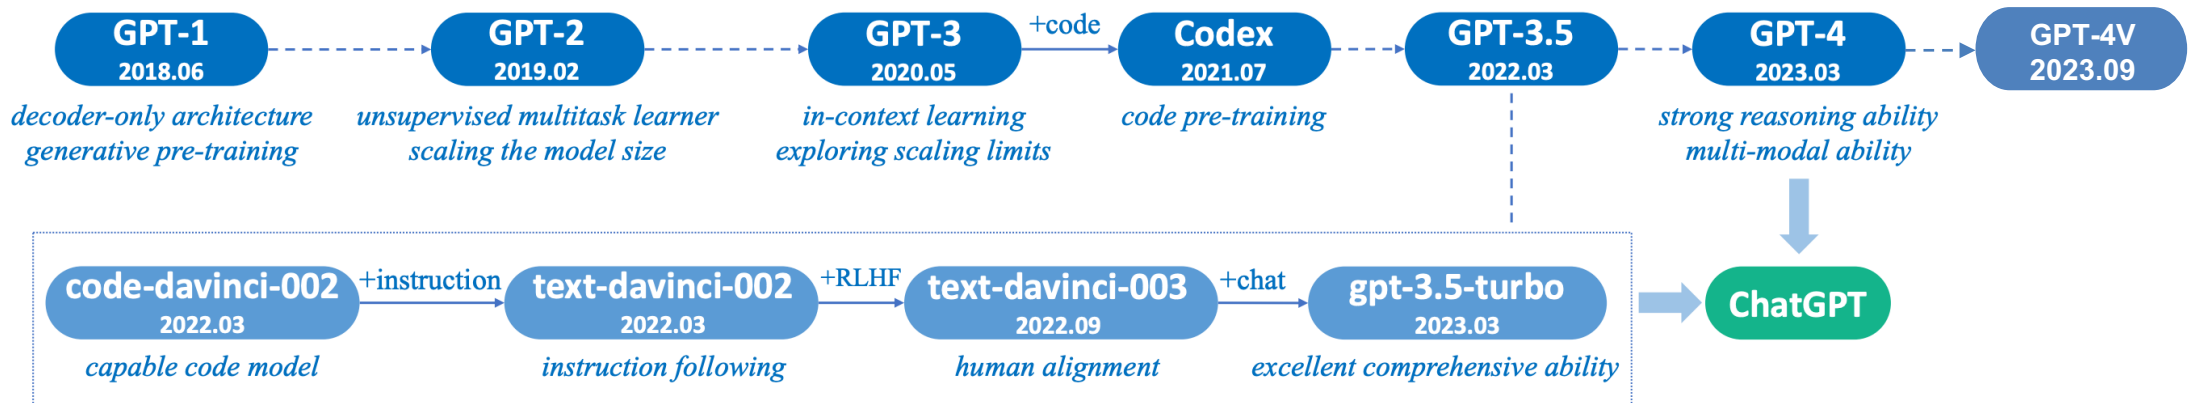 GPT-1
2018.06
GPT-2
2019.02
GPT-3
2020.05
+code
Codex
2021.07
GPT-3.5
2022.03
GPT-4
2023.03
GPT-4V
2023.09
decoder-only architecture
generative pre-training
unsupervised multitask learner
scaling the model size
in-context learning
exploring scaling limits
code pre-training
strong reasoning ability
multi-modal ability
code-davinci-002
2022.03
+instruction
text-davinci-002
2022.03
+RLHF
text-davinci-003
2022.09
+chat
gpt-3.5-turbo
2023.03
ChatGPT
capable code model
instruction following
human alignment
excellent comprehensive ability